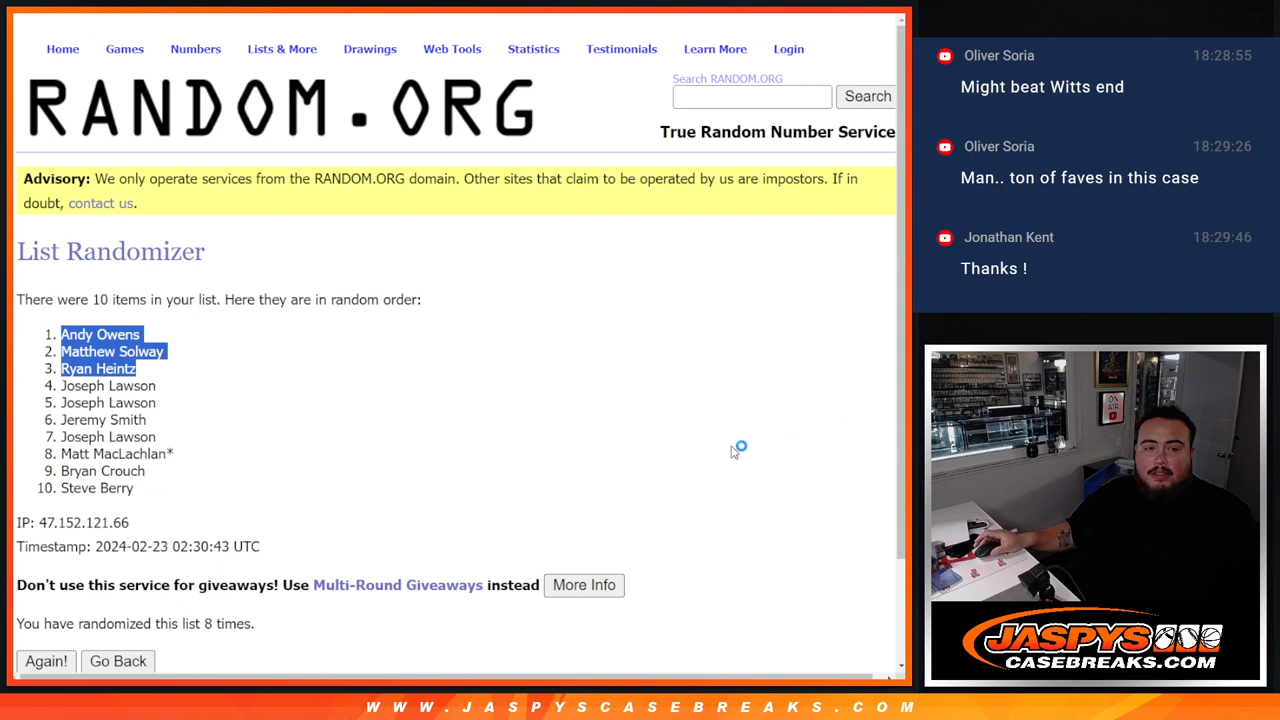 Home Games Numbers Lists & More Drawings Web Tools Statistics Testimonials Learn More Login
RANDOM.ORG
Search RANDOM.ORG
Search
True Random Number Service
Advisory: We only operate services from the RANDOM.ORG domain. Other sites that claim to be operated by us are impostors. If in
doubt, contact us.
List Randomizer
There were 10 items in your list. Here they are in random order:
1. Andy Owens
2. Matthew Solway
3. Ryan Heintz
4. Joseph Lawson
5. Joseph Lawson
6. Jeremy Smith
7. Joseph Lawson
8. Matt MacLachlan*
9. Bryan Crouch
10. Steve Berry
IP: 47.152.121.66
Timestamp: 2024-02-23 02:30:43 UTC
Don't use this service for giveaways! Use Multi-Round Giveaways instead More Info
You have randomized this list 8 times.
Again! Go Back
Oliver Soria 18:28:55
Might beat Witts end
Oliver Soria 18:29:26
Man.. ton of faves in this case
Jonathan Kent 18:29:46
Thanks !
ON
AIR
JASPYS
CASEBREAKS.COM
WWW.JASPYSCASEBREAKS.COM